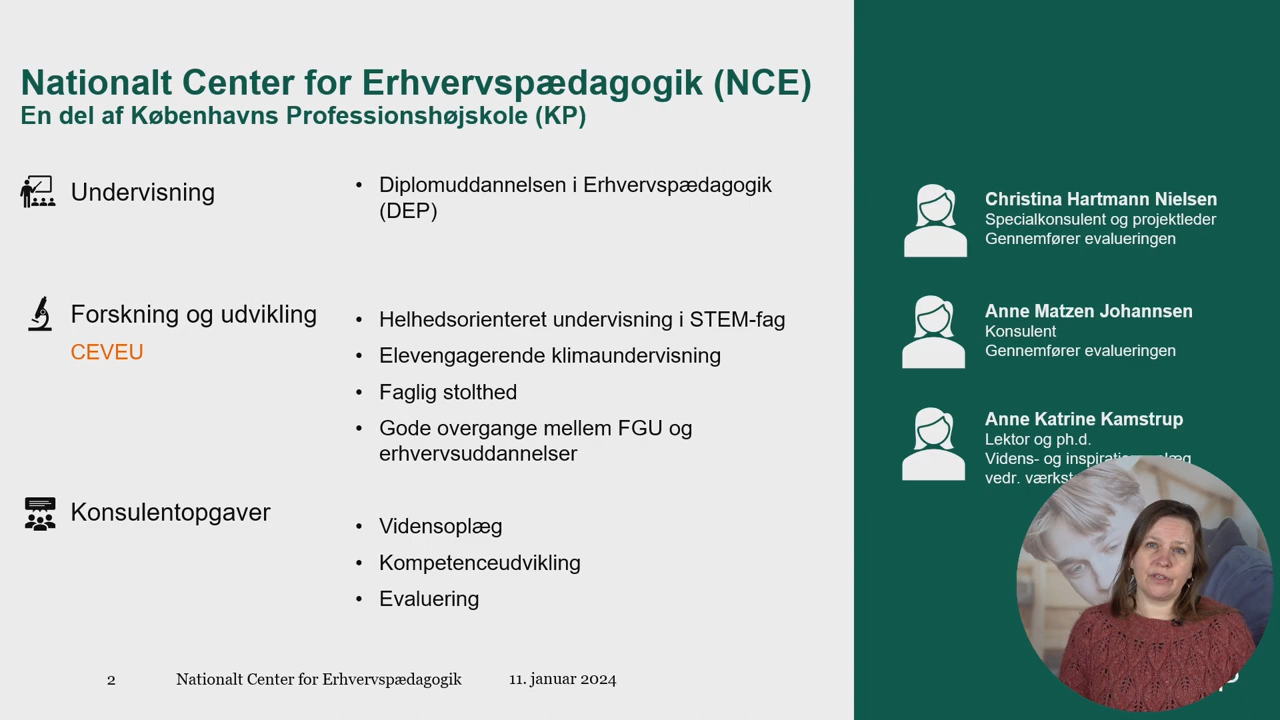 Nationalt Center for Erhvervspædagogik (NCE)
En del af Københavns Professionshøjskole (KP)
Undervisning
• Diplomuddannelsen i Erhvervspædagogik
(DEP)
Forskning og udvikling
CEVEU
• Helhedsorienteret undervisning i STEM-fag
• Elevengagerende klimaundervisning
• Faglig stolthed
• Gode overgange mellem FGU og
erhvervsuddannelser
Konsulentopgaver
• Vidensoplæg
• Kompetenceudvikling
• Evaluering
Christina Hartmann Nielsen
Specialkonsulent og projektleder
Gennemfører evalueringen
Anne Matzen Johannsen
Konsulent
Gennemfører evalueringen
Anne Katrine Kamstrup
Lektor og ph.d.
Videns- og
vedr.
2 Nationalt Center for Erhvervspædagogik 11. januar 2024